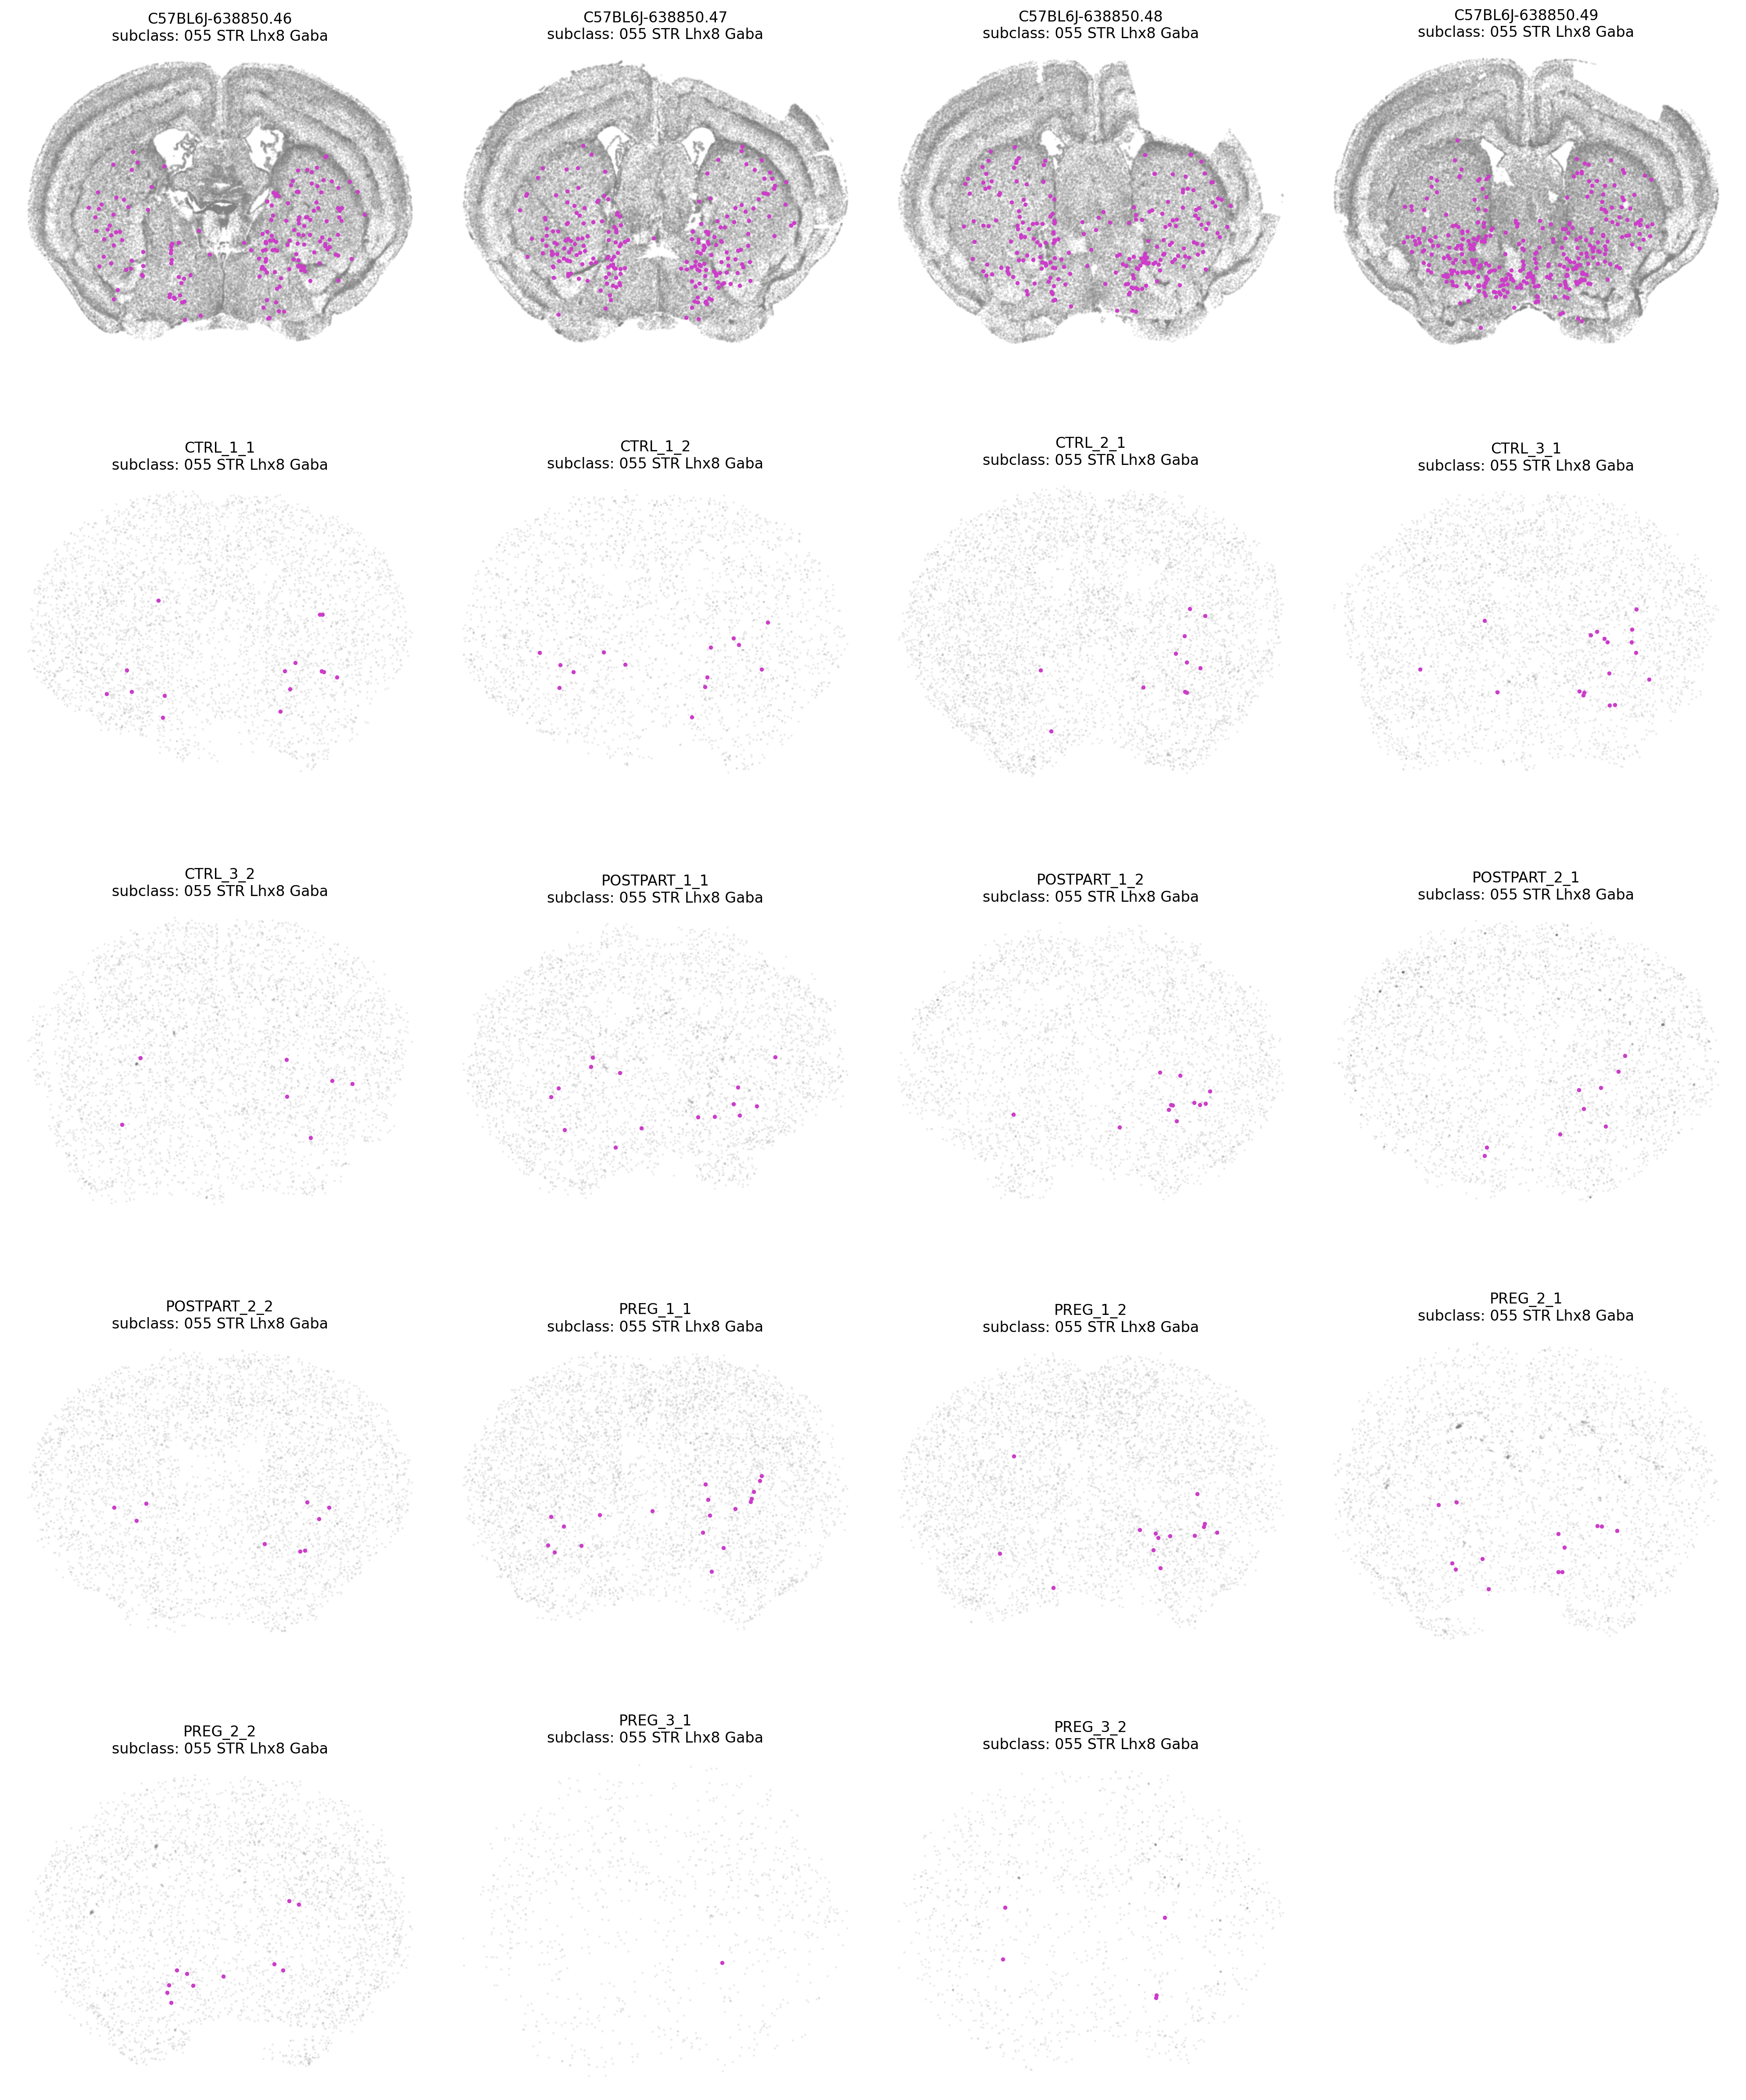 C57BL6J-638850.46
subclass: 055 STR Lhx8 Gaba
C57BL6J-638850.47
subclass: 055 STR Lhx8 Gaba
C57BL6J-638850.48
subclass: 055 STR Lhx8 Gaba
C57BL6J-638850.49
subclass: 055 STR Lhx8 Gaba
CTRL_1_1
subclass: 055 STR Lhx8 Gaba
CTRL_1_2
subclass: 055 STR Lhx8 Gaba
CTRL_2_1
subclass: 055 STR Lhx8 Gaba
CTRL_3_1
subclass: 055 STR Lhx8 Gaba
CTRL_3_2
subclass: 055 STR Lhx8 Gaba
POSTPART_1_1
subclass: 055 STR Lhx8 Gaba
POSTPART_1_2
subclass: 055 STR Lhx8 Gaba
POSTPART_2_1
subclass: 055 STR Lhx8 Gaba
POSTPART_2_2
subclass: 055 STR Lhx8 Gaba
PREG_1_1
subclass: 055 STR Lhx8 Gaba
PREG_1_2
subclass: 055 STR Lhx8 Gaba
PREG_2_1
subclass: 055 STR Lhx8 Gaba
PREG_2_2
subclass: 055 STR Lhx8 Gaba
PREG_3_1
subclass: 055 STR Lhx8 Gaba
PREG_3_2
subclass: 055 STR Lhx8 Gaba